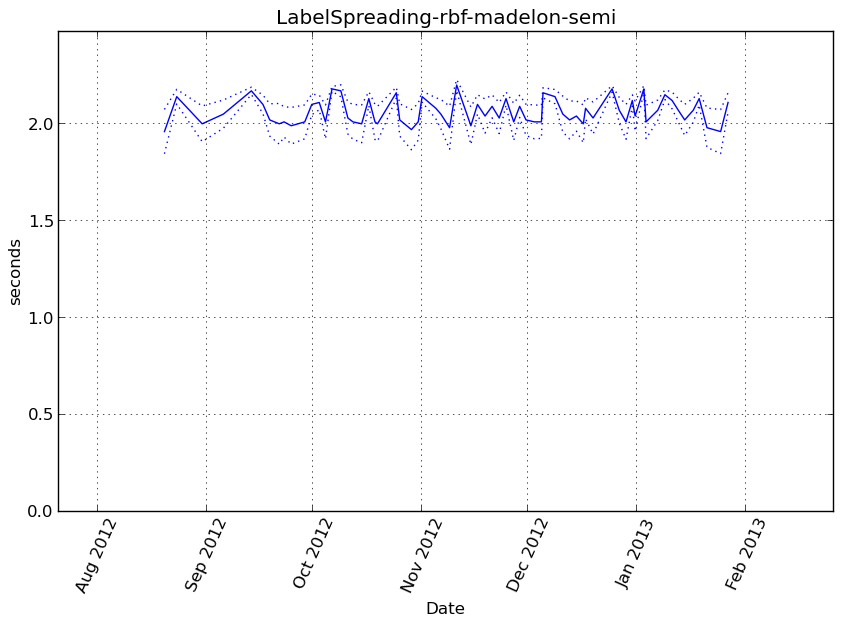 LabelSpreading-rbf-madelon-semi
2.0
1.5
1.0
0.5
0.0
seconds
Aug 2012
Sep 2012
Oct 2012
Nov 2012
Dec 2012
Jan 2013
Feb 2013
Date